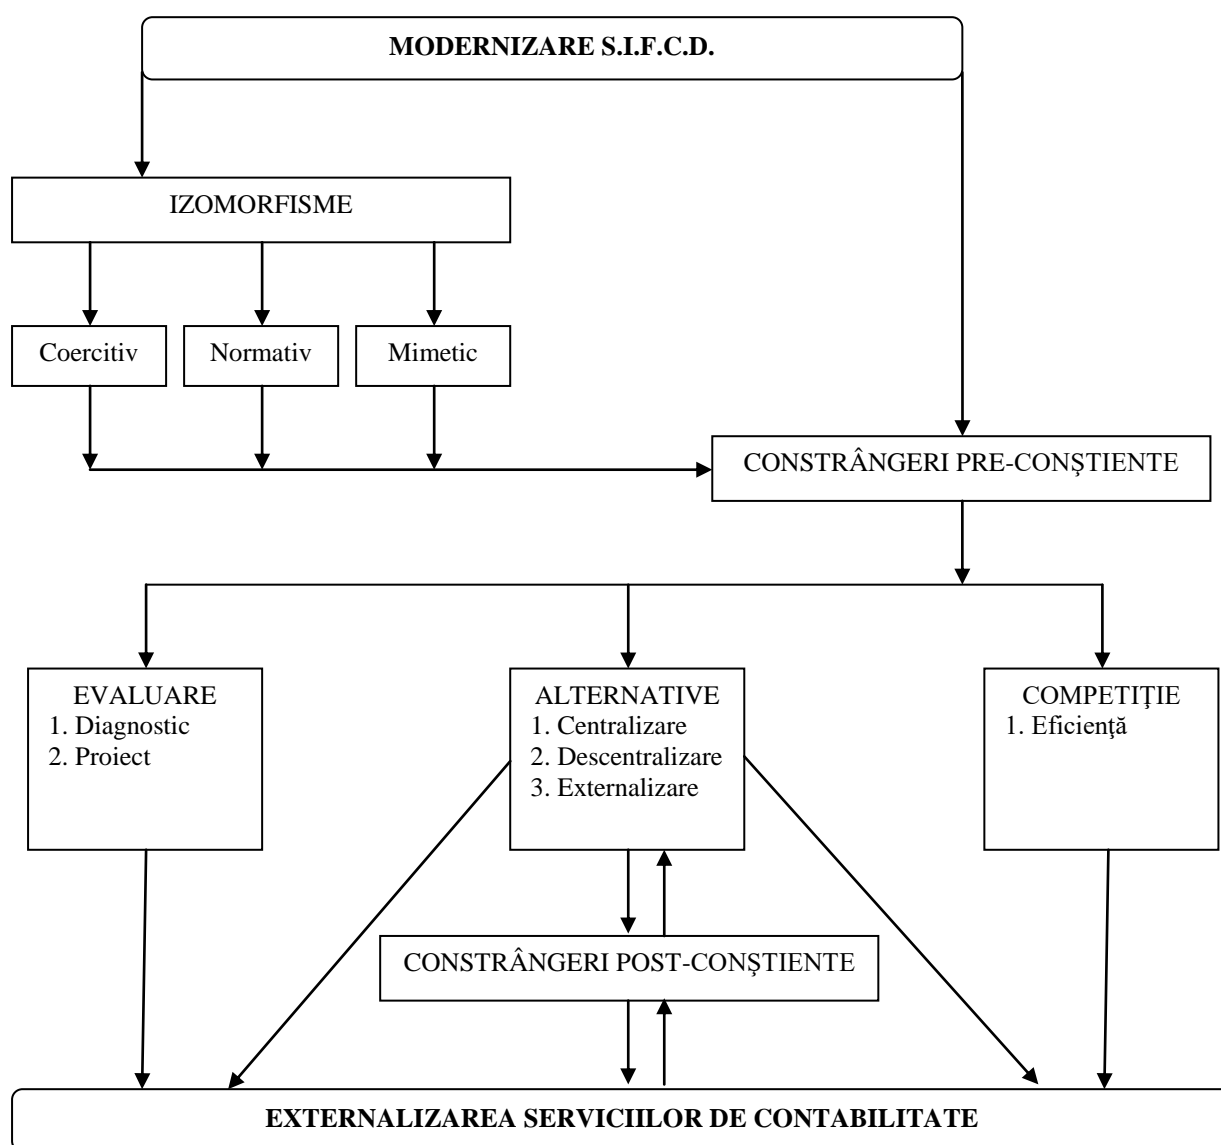 MODERNIZARE S.I.F.C.D.
IZOMORFISME
Coercitiv
Normativ
Mimetic
CONSTRÂNGERI PRE-CONŞTIENTE
EVALUARE
1. Diagnostic
2. Proiect
ALTERNATIVE
1. Centralizare
2. Descentralizare
3. Externalizare
COMPETIŢIE
1. Eficienţă
CONSTRÂNGERI POST-CONŞTIENTE
EXTERNALIZAREA SERVICIILOR DE CONTABILITATE